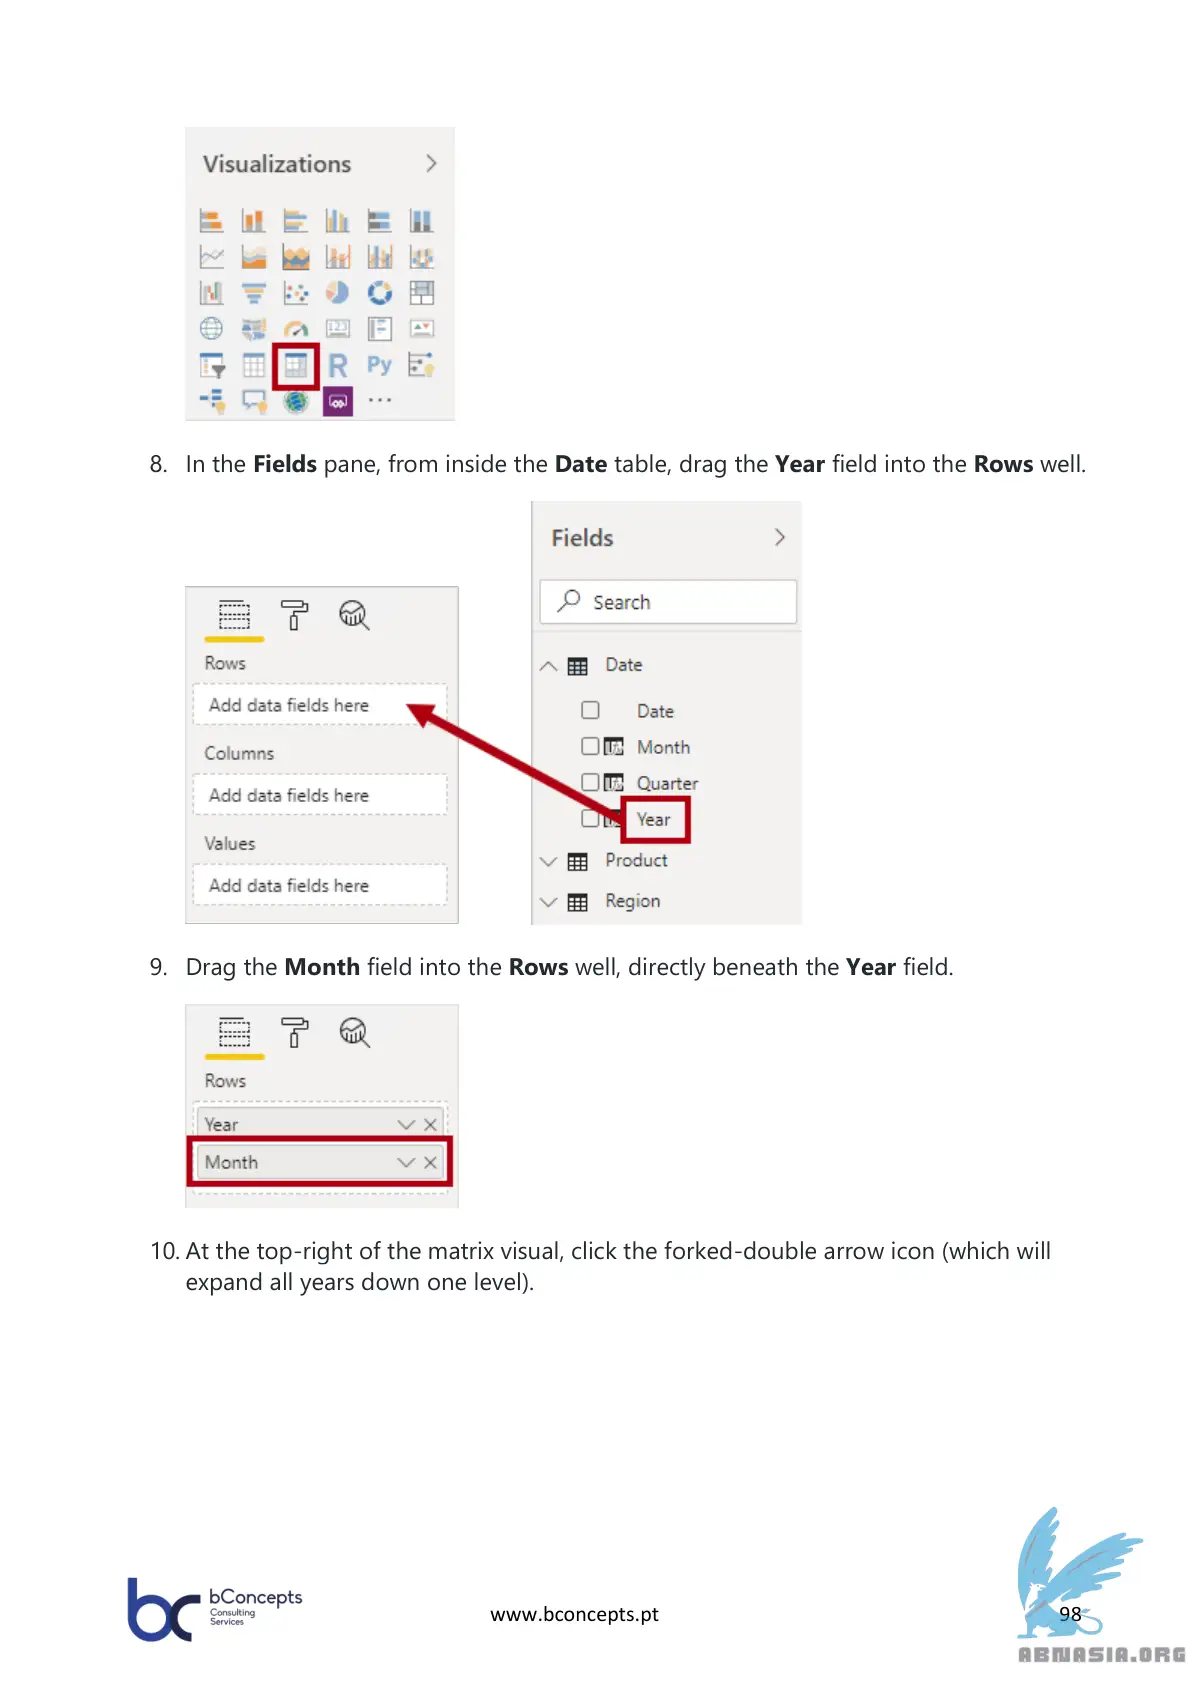 Visualizations
123
R
Py
8. In the Fields pane, from inside the Date table, drag the Year field into the Rows well.
Fields
Search
Date
Date
Month
Quarter
Year
Product
Region
Rows
Add data fields here
Columns
Add data fields here
Values
Add data fields here
9. Drag the Month field into the Rows well, directly beneath the Year field.
Rows
Year
Month
10. At the top-right of the matrix visual, click the forked-double arrow icon (which will
expand all years down one level).
bc
bConcepts
Consulting
Services
www.bconcepts.pt
98
ABNASIA.ORG